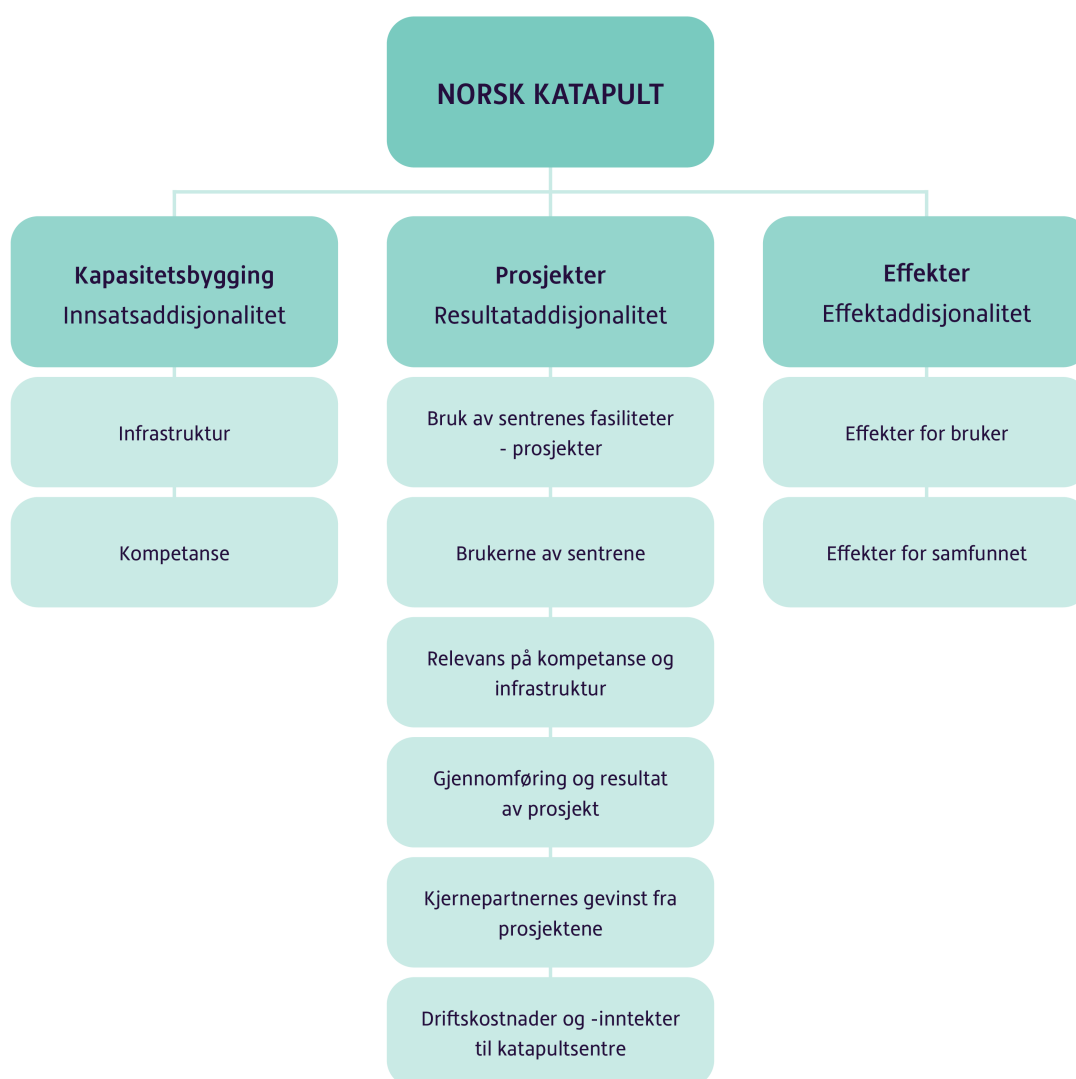 NORSK KATAPULT
Kapasitetsbygging
Innsatsaddisjonalitet
Infrastruktur
Kompetanse
Prosjekter
Resultataddisjonalitet
Bruk av sentrenes fasiliteter
- prosjekter
Brukerne av sentrene
Relevans på kompetanse og
infrastruktur
Gjennomføring og resultat
av prosjekt
Kjernepartnernes gevinst fra
prosjektene
Driftskostnader og -inntekter
til katapultsentre
Effekter
Effektaddisjonalitet
Effekter for bruker
Effekter for samfunnet